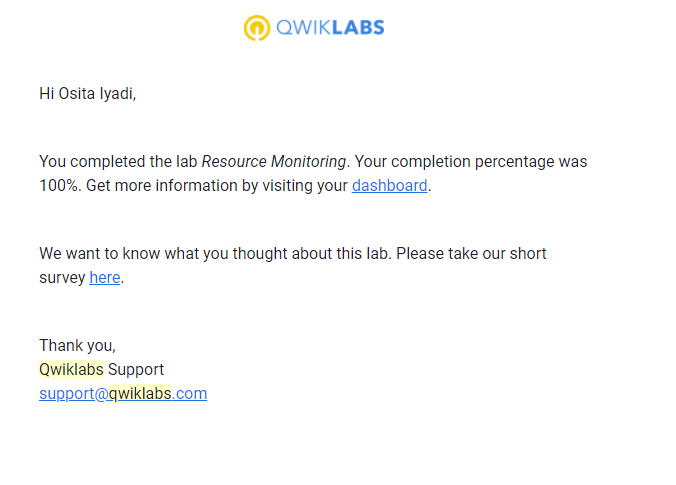 QWIKLABS
Hi Osita Iyadi,
You completed the lab Resource Monitoring. Your completion percentage was
100%. Get more information by visiting your dashboard.
We want to know what you thought about this lab. Please take our short
survey here.
Thank you,
Qwiklabs Support
support@qwiklabs.com